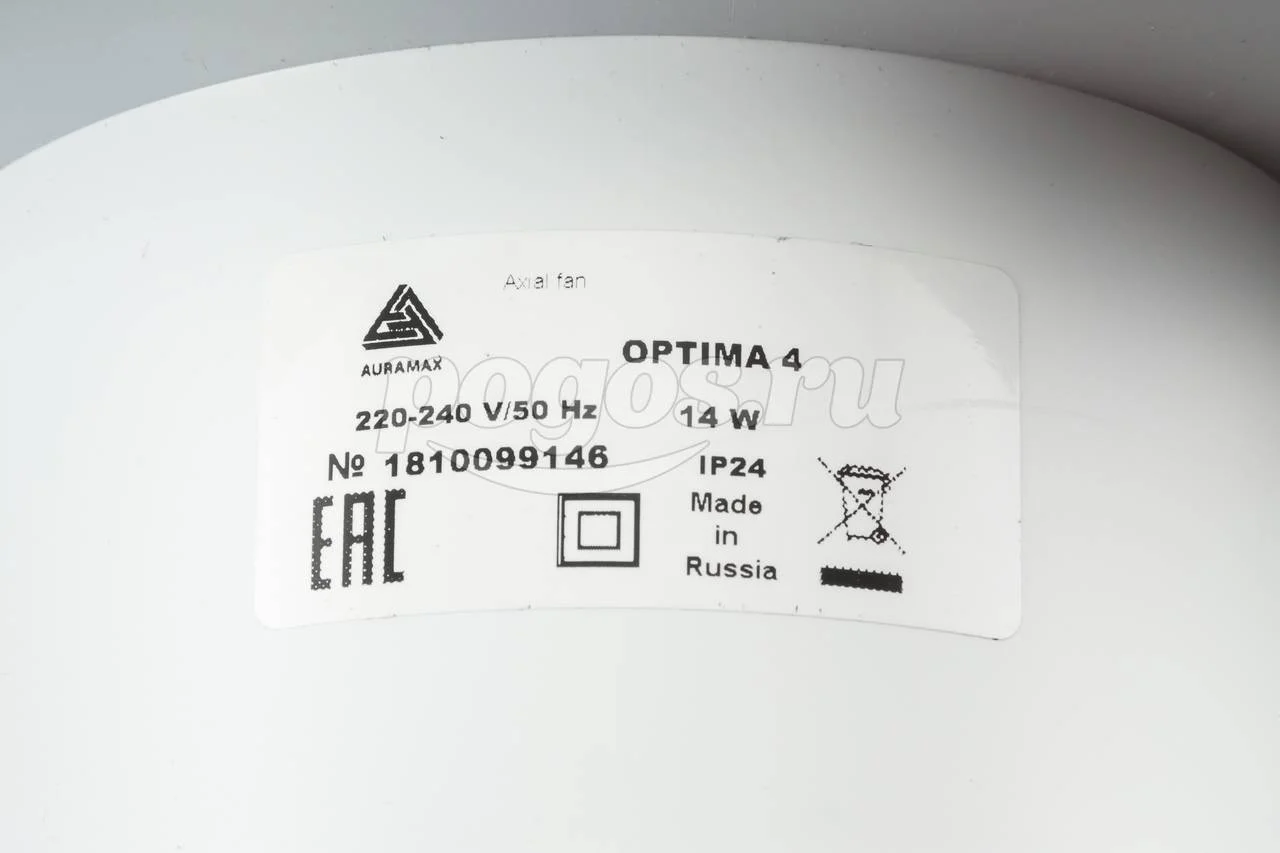 Axial fan
AURAMAX
OPTIMA 4
220-240 V/50 Hz 14 W
№ 1810099146 IP24
EAC
Made
in
Russia
pogos.ru